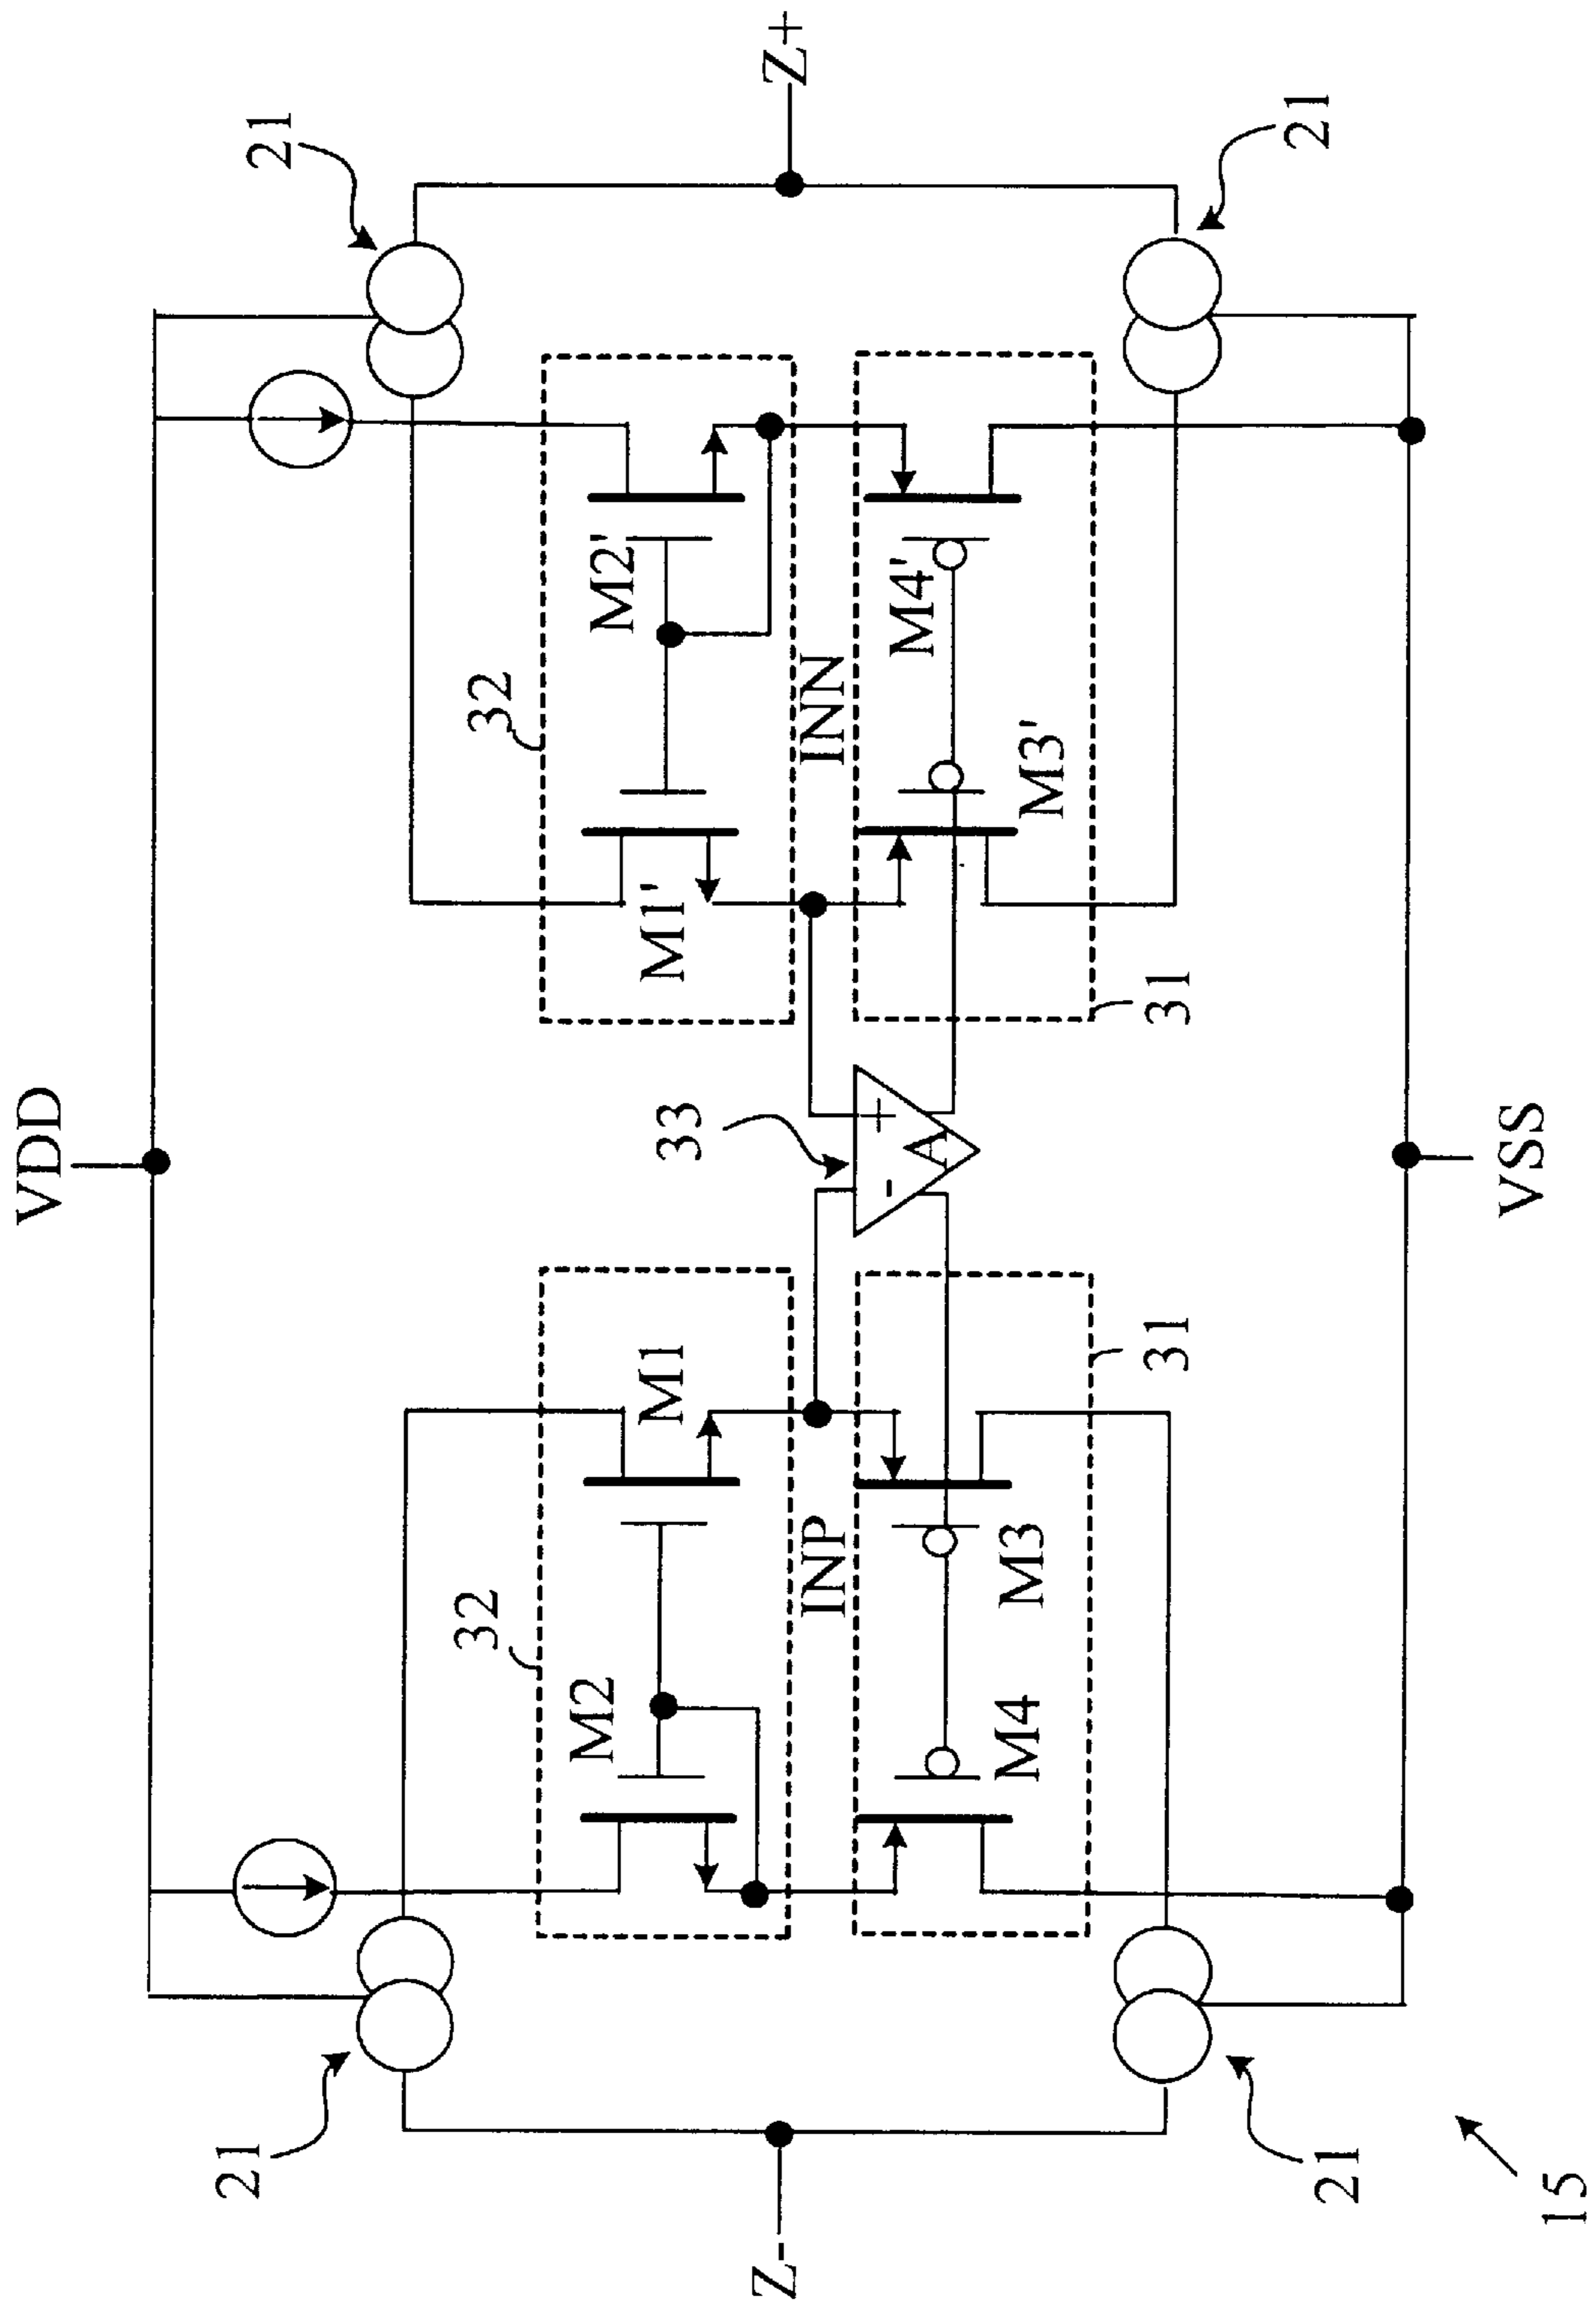 VDD
21
21
32
32
M2
M1
M1'
M2'
33
Z-
INP
-
+
A
INN
Z+
M4
M3
M3'
M4'
31
31
21
21
VSS
15